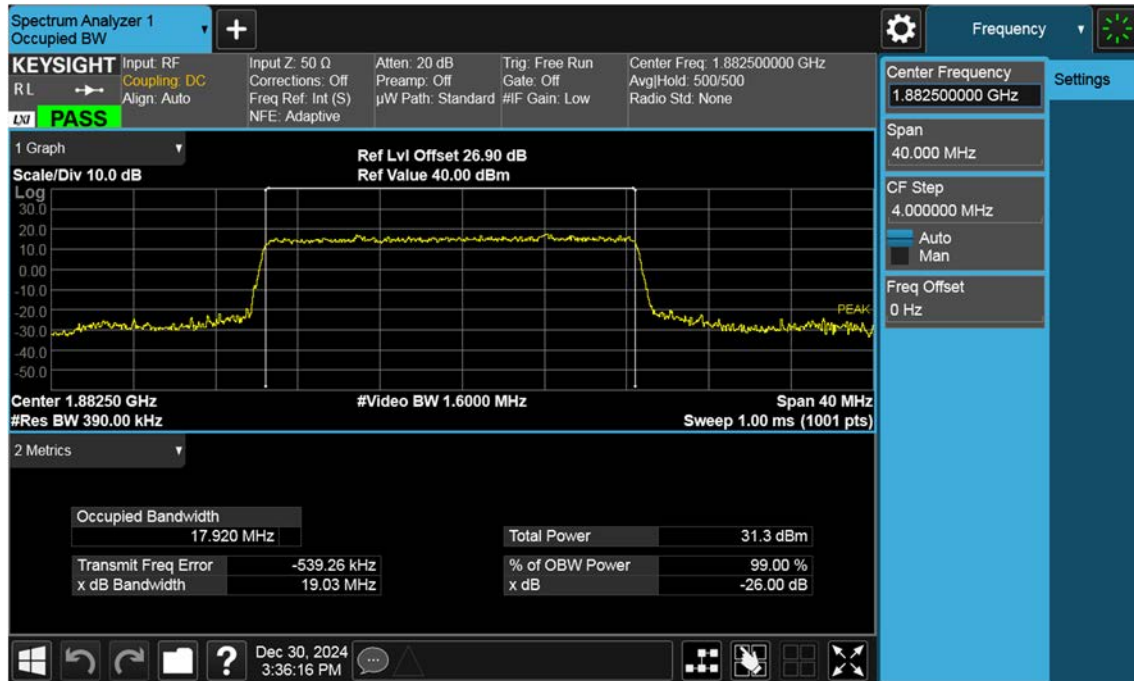 Spectrum Analyzer 1
Occupied BW
Frequency
KEYSIGHT
R L
LXI PASS
Input: RF
Coupling: DC
Align: Auto
Input Z: 50 Ω
Corrections: Off
Freq Ref: Int (S)
NFE: Adaptive
Atten: 20 dB
Preamp: Off
µW Path: Standard
Trig: Free Run
Gate: Off
#IF Gain: Low
Center Freq: 1.882500000 GHz
Avg|Hold: 500/500
Radio Std: None
Center Frequency
1.882500000 GHz
Settings
Span
40.000 MHz
CF Step
4.000000 MHz
Auto
Man
Freq Offset
0 Hz
1 Graph
Scale/Div 10.0 dB
Ref Lvl Offset 26.90 dB
Ref Value 40.00 dBm
Log
30.0
20.0
10.0
0.00
-10.0
-20.0
-30.0
-40.0
-50.0
PEAK
Center 1.88250 GHz
#Video BW 1.6000 MHz
Span 40 MHz
#Res BW 390.00 kHz
Sweep 1.00 ms (1001 pts)
2 Metrics
Occupied Bandwidth
17.920 MHz
Total Power 31.3 dBm
Transmit Freq Error -539.26 kHz
% of OBW Power 99.00 %
x dB Bandwidth 19.03 MHz
x dB -26.00 dB
?
Dec 30, 2024
3:36:16 PM